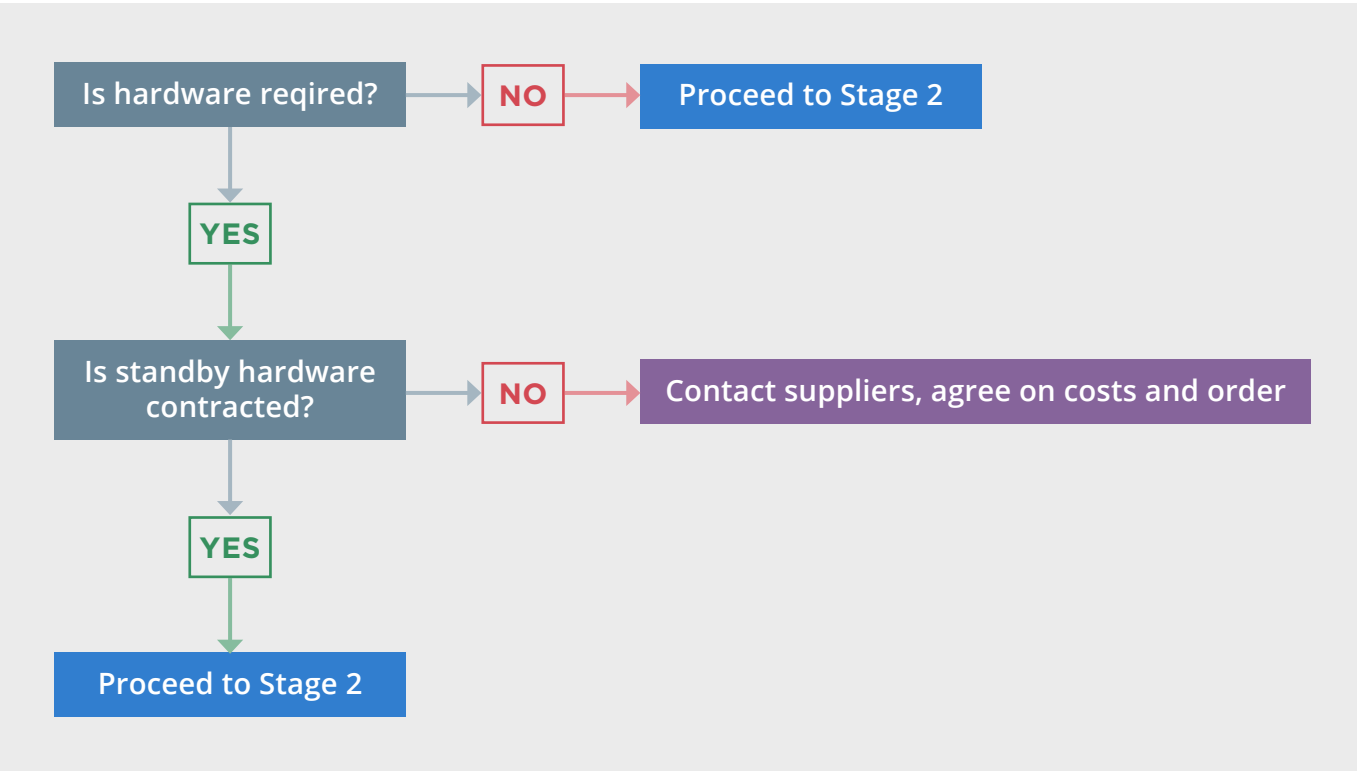 Is hardware reqired?
NO
Proceed to Stage 2
YES
Is standby hardware
contracted?
NO
Contact suppliers, agree on costs and order
YES
Proceed to Stage 2